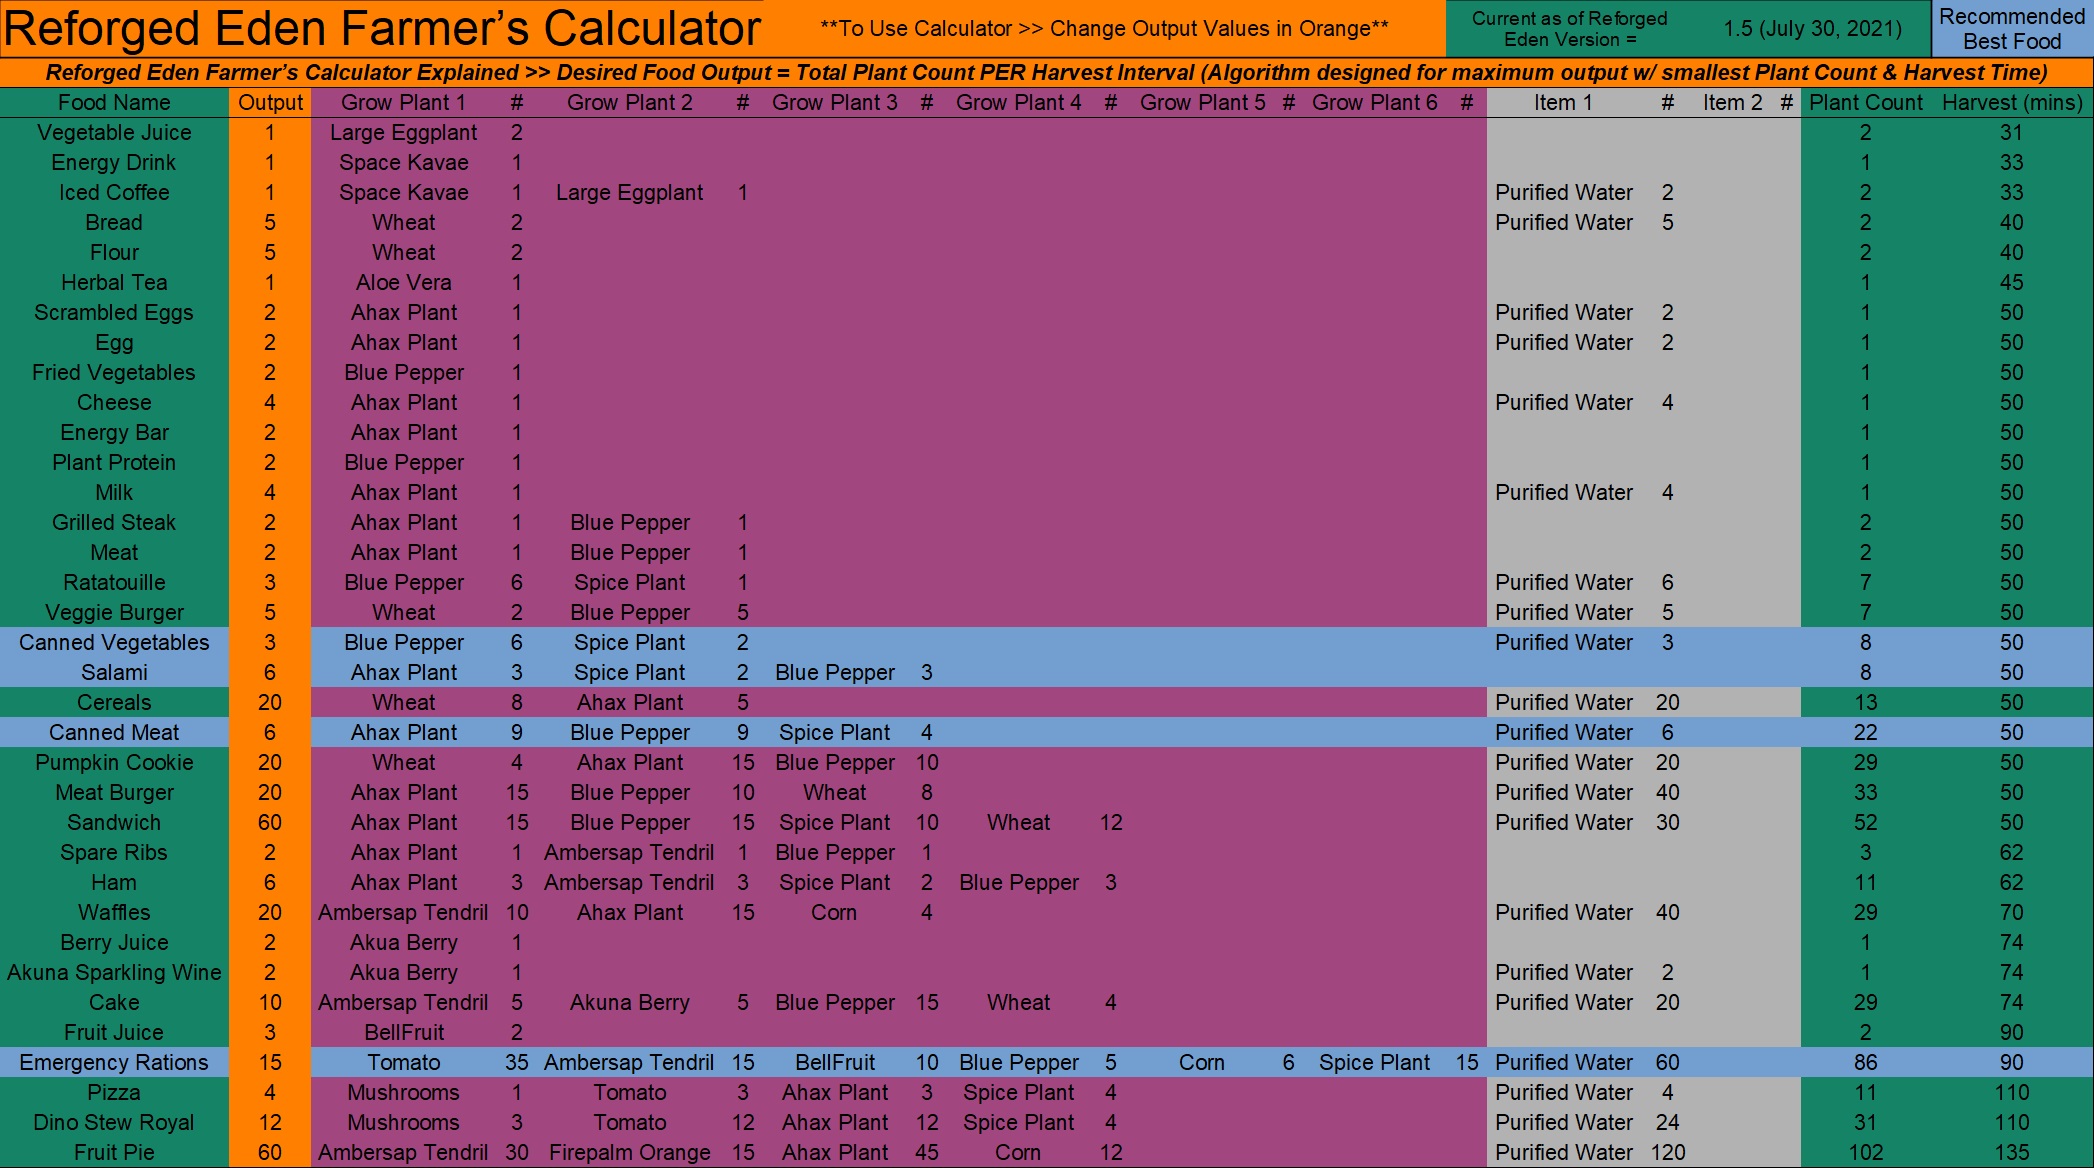 Reforged Eden Farmer's Calculator **To Use Calculator >> Change Output Values in Orange** Current as of Reforged Eden Version = 1.5 (July 30, 2021) Recommended Best Food
Reforged Eden Farmer's Calculator Explained >> Desired Food Output = Total Plant Count PER Harvest Interval (Algorithm designed for maximum output w/ smallest Plant Count & Harvest Time)
Food Name Output Grow Plant 1 # Grow Plant 2 # Grow Plant 3 # Grow Plant 4 # Grow Plant 5 # Grow Plant 6 # Item 1 # Item 2 # Plant Count Harvest (mins)
Vegetable Juice 1 Large Eggplant 2 2 31
Energy Drink 1 Space Kavae 1 1 33
Iced Coffee 1 Space Kavae 1 Large Eggplant 1 Purified Water 2 2 33
Bread 5 Wheat 2 Purified Water 5 2 40
Flour 5 Wheat 2 2 40
Herbal Tea 1 Aloe Vera 1 1 45
Scrambled Eggs 2 Ahax Plant 1 Purified Water 2 1 50
Egg 2 Ahax Plant 1 Purified Water 2 1 50
Fried Vegetables 2 Blue Pepper 1 1 50
Cheese 4 Ahax Plant 1 Purified Water 4 1 50
Energy Bar 2 Ahax Plant 1 1 50
Plant Protein 2 Blue Pepper 1 1 50
Milk 4 Ahax Plant 1 Purified Water 4 1 50
Grilled Steak 2 Ahax Plant 1 Blue Pepper 1 2 50
Meat 2 Ahax Plant 1 Blue Pepper 1 2 50
Ratatouille 3 Blue Pepper 6 Spice Plant 1 Purified Water 6 7 50
Veggie Burger 5 Wheat 2 Blue Pepper 5 Purified Water 5 7 50
Canned Vegetables 3 Blue Pepper 6 Spice Plant 2 Purified Water 3 8 50
Salami 6 Ahax Plant 3 Spice Plant 2 Blue Pepper 3 8 50
Cereals 20 Wheat 8 Ahax Plant 5 Purified Water 20 13 50
Canned Meat 6 Ahax Plant 9 Blue Pepper 9 Spice Plant 4 Purified Water 6 22 50
Pumpkin Cookie 20 Wheat 4 Ahax Plant 15 Blue Pepper 10 Purified Water 20 29 50
Meat Burger 20 Ahax Plant 15 Blue Pepper 10 Wheat 8 Purified Water 40 33 50
Sandwich 60 Ahax Plant 15 Blue Pepper 15 Spice Plant 10 Wheat 12 Purified Water 30 52 50
Spare Ribs 2 Ahax Plant 1 Ambersap Tendril 1 Blue Pepper 1 3 62
Ham 6 Ahax Plant 3 Ambersap Tendril 3 Spice Plant 2 Blue Pepper 3 11 62
Waffles 20 Ambersap Tendril 10 Ahax Plant 15 Corn 4 Purified Water 40 29 70
Berry Juice 2 Akua Berry 1 1 74
Akuna Sparkling Wine 2 Akua Berry 1 Purified Water 2 1 74
Cake 10 Ambersap Tendril 5 Akuna Berry 5 Blue Pepper 15 Wheat 4 Purified Water 20 29 74
Fruit Juice 3 BellFruit 2 2 90
Emergency Rations 15 Tomato 35 Ambersap Tendril 15 BellFruit 10 Blue Pepper 5 Corn 6 Spice Plant 15 Purified Water 60 86 90
Pizza 4 Mushrooms 1 Tomato 3 Ahax Plant 3 Spice Plant 4 Purified Water 4 11 110
Dino Stew Royal 12 Mushrooms 3 Tomato 12 Ahax Plant 12 Spice Plant 4 Purified Water 24 31 110
Fruit Pie 60 Ambersap Tendril 30 Firepalm Orange 15 Ahax Plant 45 Corn 12 Purified Water 120 102 135